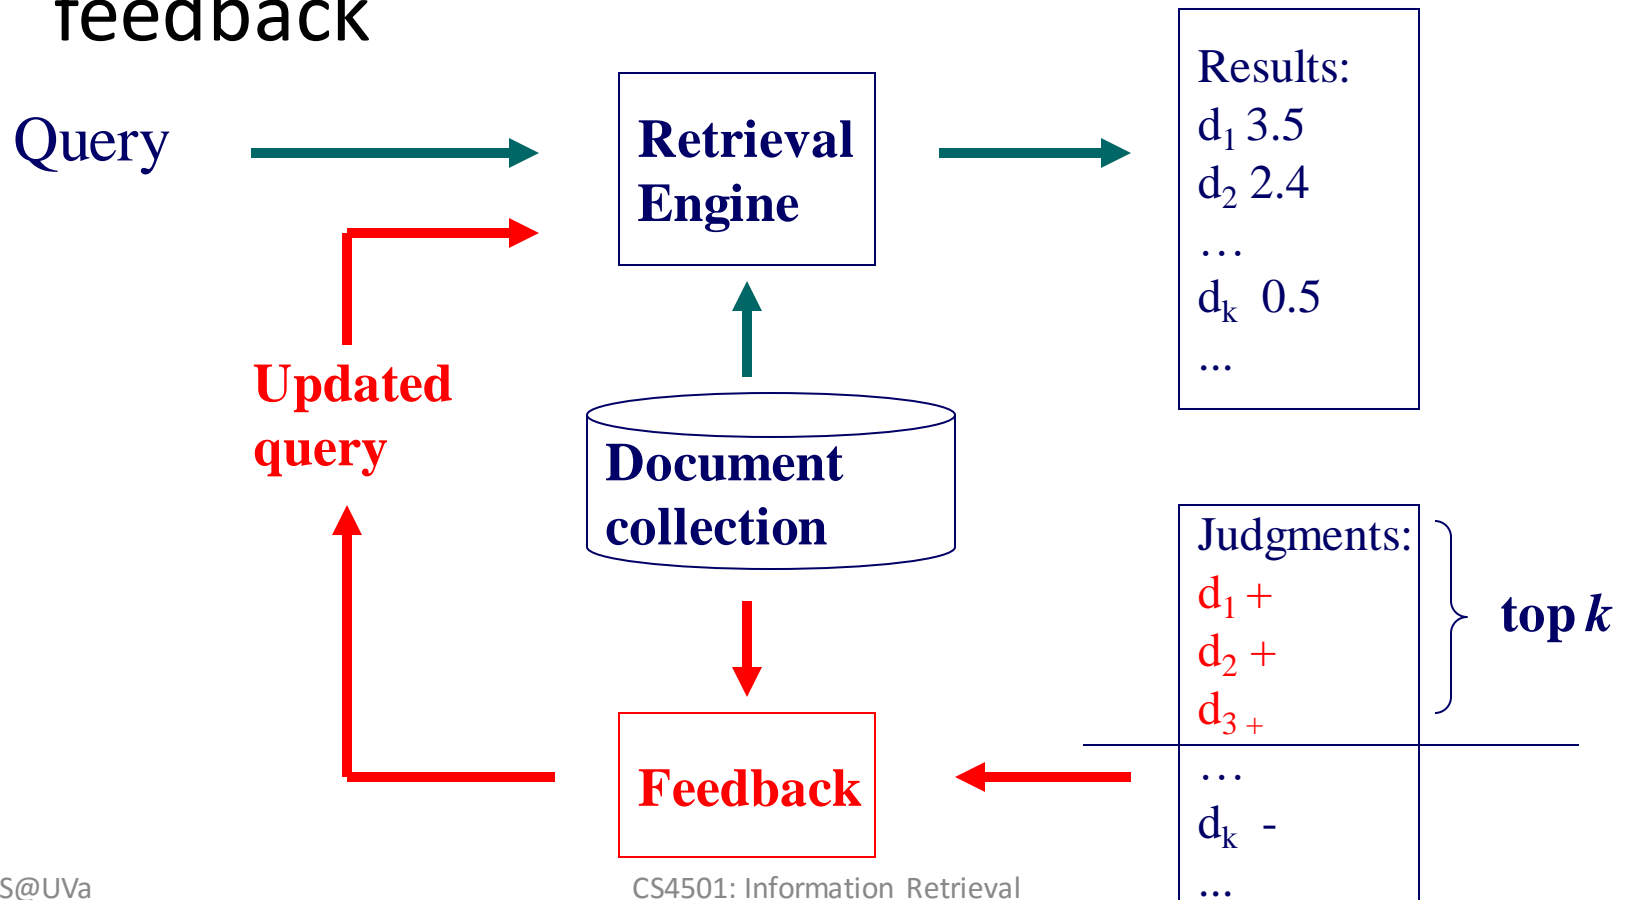 feedback
Query
Retrieval
Engine
Results:
d1 3.5
d2 2.4
…
dk 0.5
...
Updated
query
Document
collection
Judgments:
d1 +
d2 +
d3 +
…
dk -
...
top k
Feedback
S@UVa
CS4501: Information Retrieval